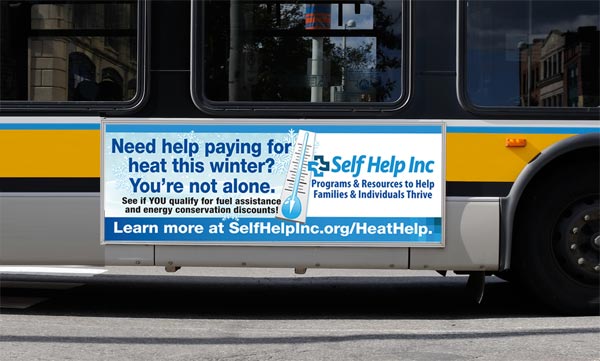 Need help paying for
heat this winter?
You're not alone.
See if YOU qualify for fuel assistance
and energy conservation discounts!
Self Help Inc
Programs & Resources to Help
Families & Individuals Thrive
Learn more at SelfHelpInc.org/HeatHelp.